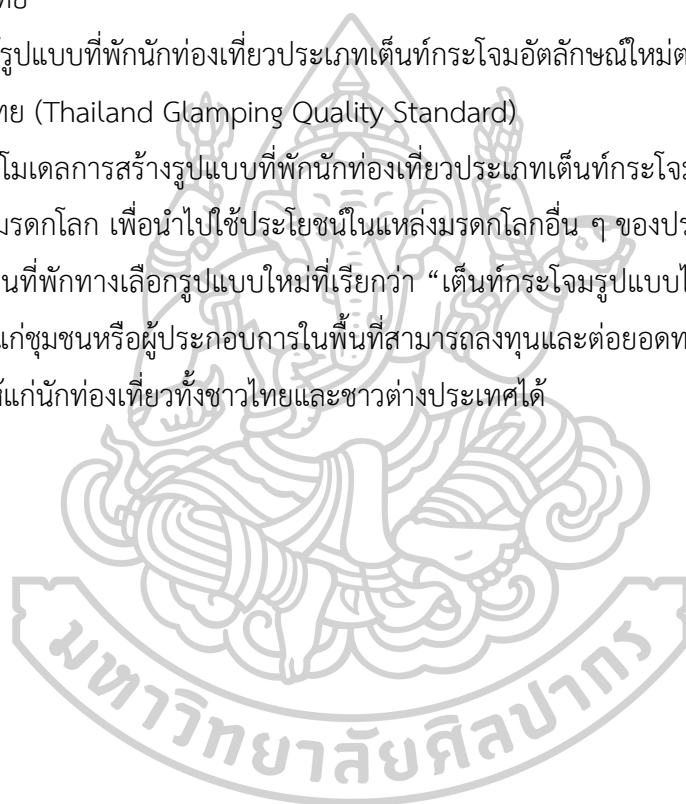 รูปแบบที่พักนักท่องเที่ยวประเภทเต็นท์กระโจมอัตลักษณ์ใหม่ต
ทย (Thailand Glamping Quality Standard)
โมเดลการสร้างรูปแบบที่พักนักท่องเที่ยวประเภทเต็นท์กระโจม
มรดกโลก เพื่อนำไปใช้ประโยชน์ในแหล่งมรดกโลกอื่น ๆ ของปร
นที่พักทางเลือกรูปแบบใหม่ที่เรียกว่า “เต็นท์กระโจมรูปแบบไ
แก่ชุมชนหรือผู้ประกอบการในพื้นที่สามารถลงทุนและต่อยอดท
ห้แก่นักท่องเที่ยวทั้งชาวไทยและชาวต่างประเทศได้
มหาวิทยาลัยศิลปากร